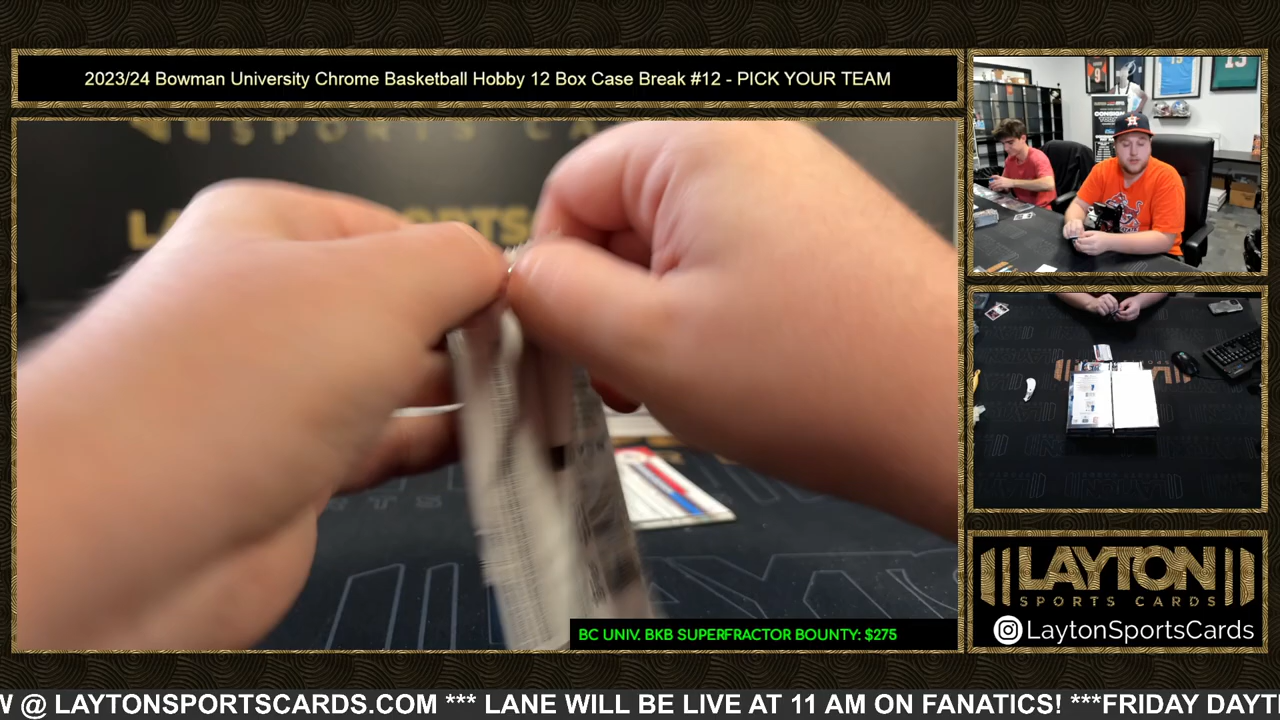 2023/24 Bowman University Chrome Basketball Hobby 12 Box Case Break #12 - PICK YOUR TEAM
BC UNIV. BKB SUPERFRACTOR BOUNTY: $275
LAYTON
SPORTS CARDS
LaytonSportsCards
W @ LAYTONSPORTSCARDS.COM *** LANE WILL BE LIVE AT 11 AM ON FANATICS! ***FRIDAY DAYT